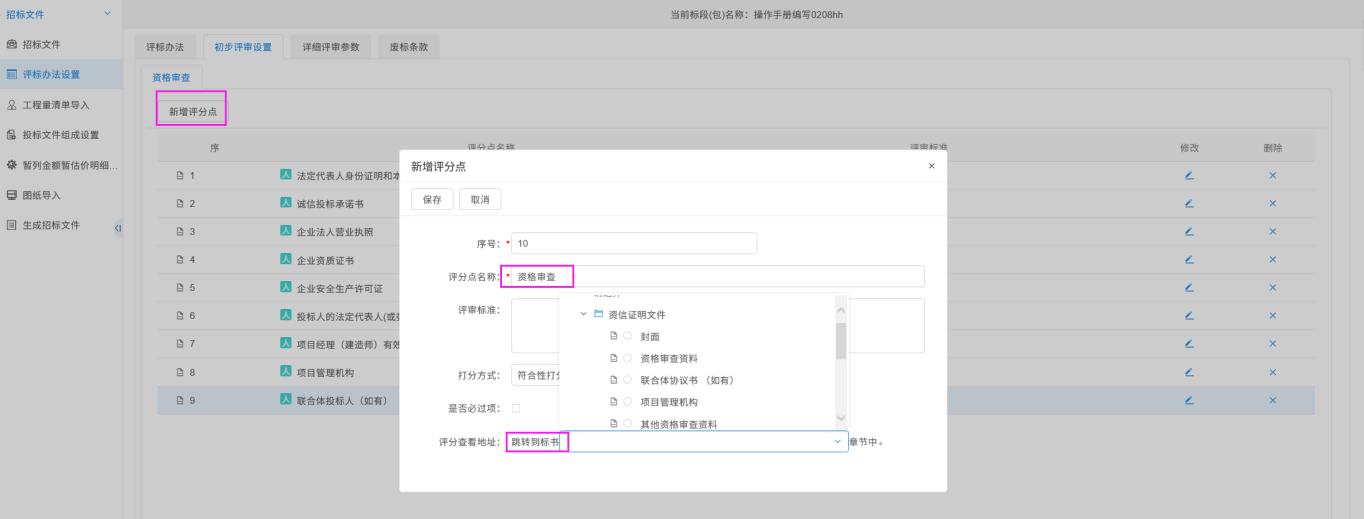 招标文件
当前标段(包)名称：操作手册编写0208hh
招标文件
评标办法设置
工程量清单导入
投标文件组成设置
暂列金额暂估价明细...
图纸导入
生成招标文件
评标办法 初步评审设置 详细评审参数 废标条款
资格审查
新增评分点
序 评分点名称 评审标准 修改 删除
1 法定代表人身份证明和
2 诚信投标承诺书
3 企业法人营业执照
4 企业资质证书
5 企业安全生产许可证
6 投标人的法定代表人(或
7 项目经理（建造师）有效
8 项目管理机构
9 联合体投标人（如有）
新增评分点 ×
保存 取消
序号： * 10
评分点名称： * 资格审查
评审标准：
资信证明文件
封面
资格审查资料
联合体协议书 （如有）
项目管理机构
其他资格审查资料
打分方式： 符合性打
是否必过项：
评分查看地址： 跳转到标书 章节中。